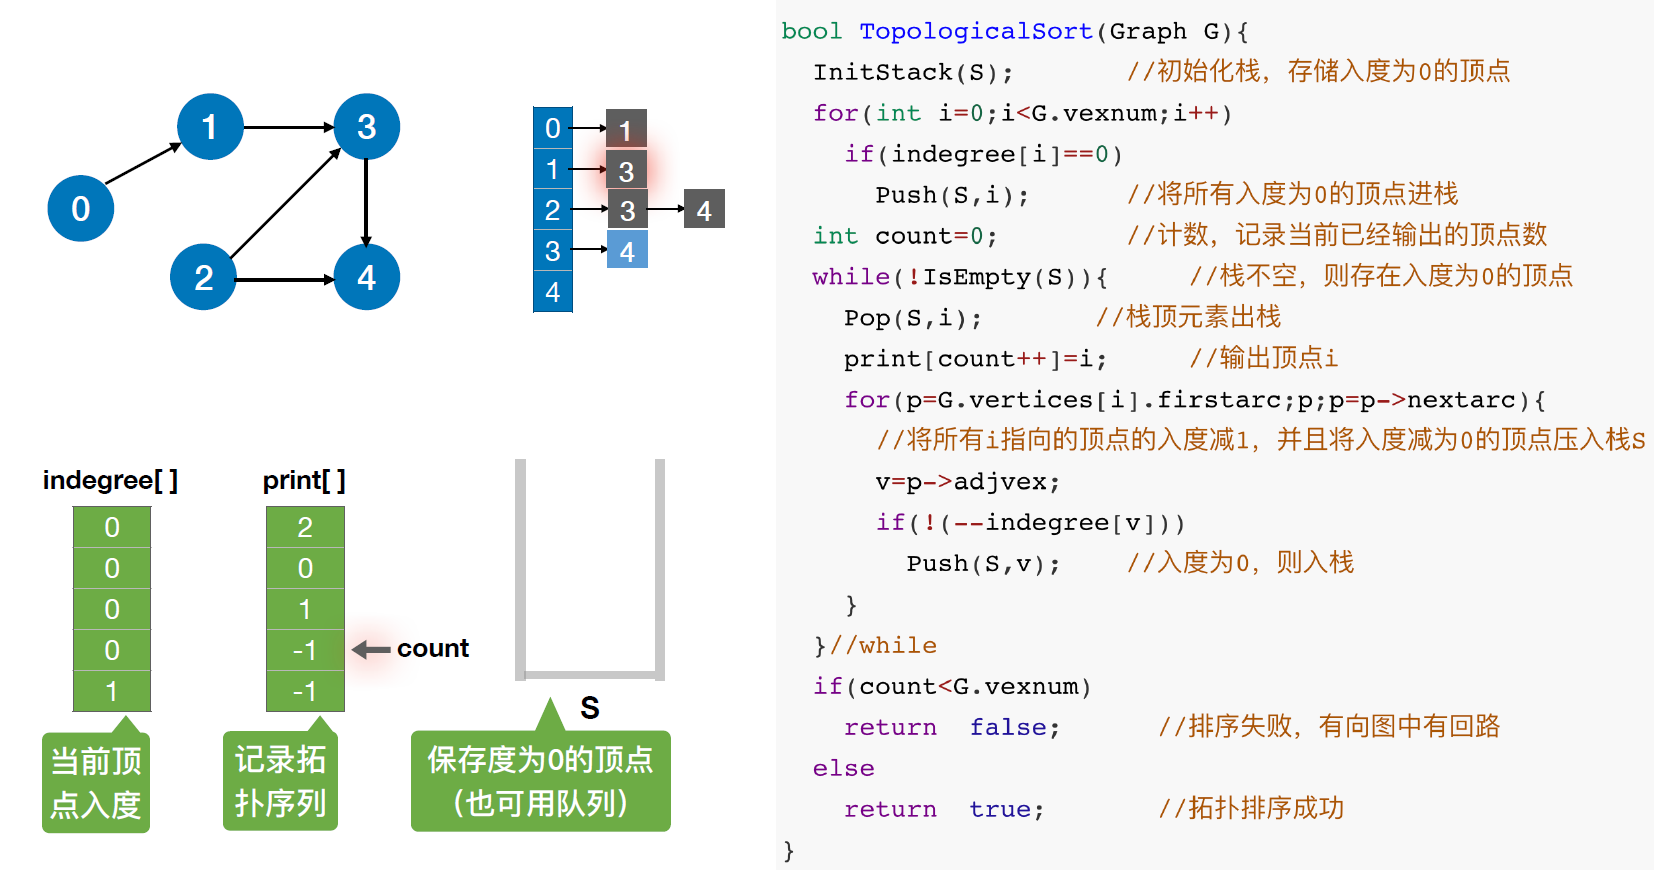 1
3
0
2
4
0 1
1 3
2 3 4
3 4
4
indegree[ ]
0
0
0
0
1
当前顶
点入度
print[ ]
2
0
1
-1
-1
count
记录拓
扑序列
S
保存度为0的顶点
（也可用队列）
bool TopologicalSort(Graph G){
InitStack(S); //初始化栈，存储入度为0的顶点
for(int i=0;i<G.vexnum;i++)
if(indegree[i]==0)
Push(S,i); //将所有入度为0的顶点进栈
int count=0; //计数，记录当前已经输出的顶点数
while(!IsEmpty(S)){ //栈不空，则存在入度为0的顶点
Pop(S,i); //栈顶元素出栈
print[count++]=i; //输出顶点i
for(p=G.vertices[i].firstarc;p;p=p->nextarc){
//将所有i指向的顶点的入度减1，并且将入度减为0的顶点压入栈S
v=p->adjvex;
if(!(--indegree[v]))
Push(S,v); //入度为0，则入栈
}
}//while
if(count<G.vexnum)
return false; //排序失败，有向图中有回路
else
return true; //拓扑排序成功
}